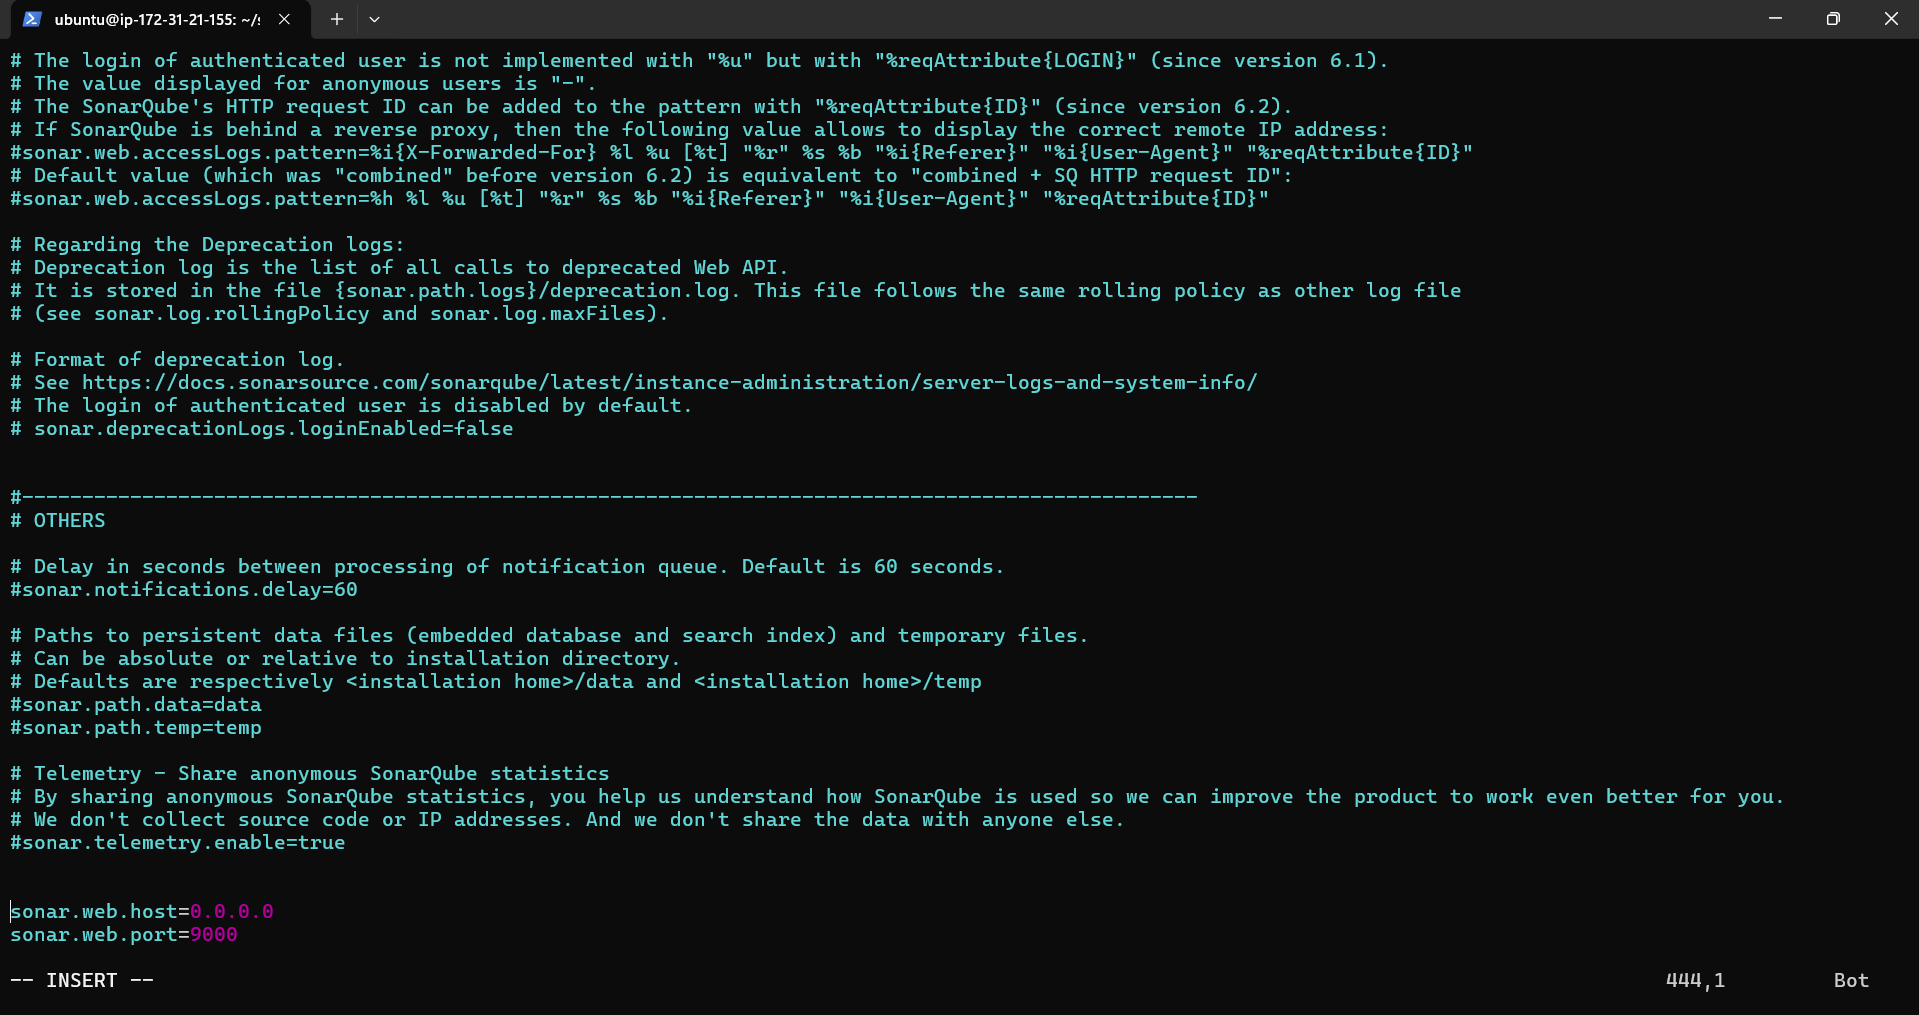 ubuntu@ip-172-31-21-155: ~/s
# The login of authenticated user is not implemented with "%u" but with "%reqAttribute{LOGIN}" (since version 6.1).
# The value displayed for anonymous users is "-".
# The SonarQube's HTTP request ID can be added to the pattern with "%reqAttribute{ID}" (since version 6.2).
# If SonarQube is behind a reverse proxy, then the following value allows to display the correct remote IP address:
#sonar.web.accessLogs.pattern=%i{X-Forwarded-For} %l %u [%t] "%r" %s %b "%i{Referer}" "%i{User-Agent}" "%reqAttribute{ID}"
# Default value (which was "combined" before version 6.2) is equivalent to "combined + SQ HTTP request ID":
#sonar.web.accessLogs.pattern=%h %l %u [%t] "%r" %s %b "%i{Referer}" "%i{User-Agent}" "%reqAttribute{ID}"
# Regarding the Deprecation logs:
# Deprecation log is the list of all calls to deprecated Web API.
# It is stored in the file {sonar.path.logs}/deprecation.log. This file follows the same rolling policy as other log file
# (see sonar.log.rollingPolicy and sonar.log.maxFiles).
# Format of deprecation log.
# See https://docs.sonarsource.com/sonarqube/latest/instance-administration/server-logs-and-system-info/
# The login of authenticated user is disabled by default.
# sonar.deprecationLogs.loginEnabled=false
#--------------------------------------------------------------------------------------------------
# OTHERS
# Delay in seconds between processing of notification queue. Default is 60 seconds.
#sonar.notifications.delay=60
# Paths to persistent data files (embedded database and search index) and temporary files.
# Can be absolute or relative to installation directory.
# Defaults are respectively <installation home>/data and <installation home>/temp
#sonar.path.data=data
#sonar.path.temp=temp
# Telemetry - Share anonymous SonarQube statistics
# By sharing anonymous SonarQube statistics, you help us understand how SonarQube is used so we can improve the product to work even better for you.
# We don't collect source code or IP addresses. And we don't share the data with anyone else.
#sonar.telemetry.enable=true
sonar.web.host=0.0.0.0
sonar.web.port=9000
-- INSERT -- 444,1 Bot